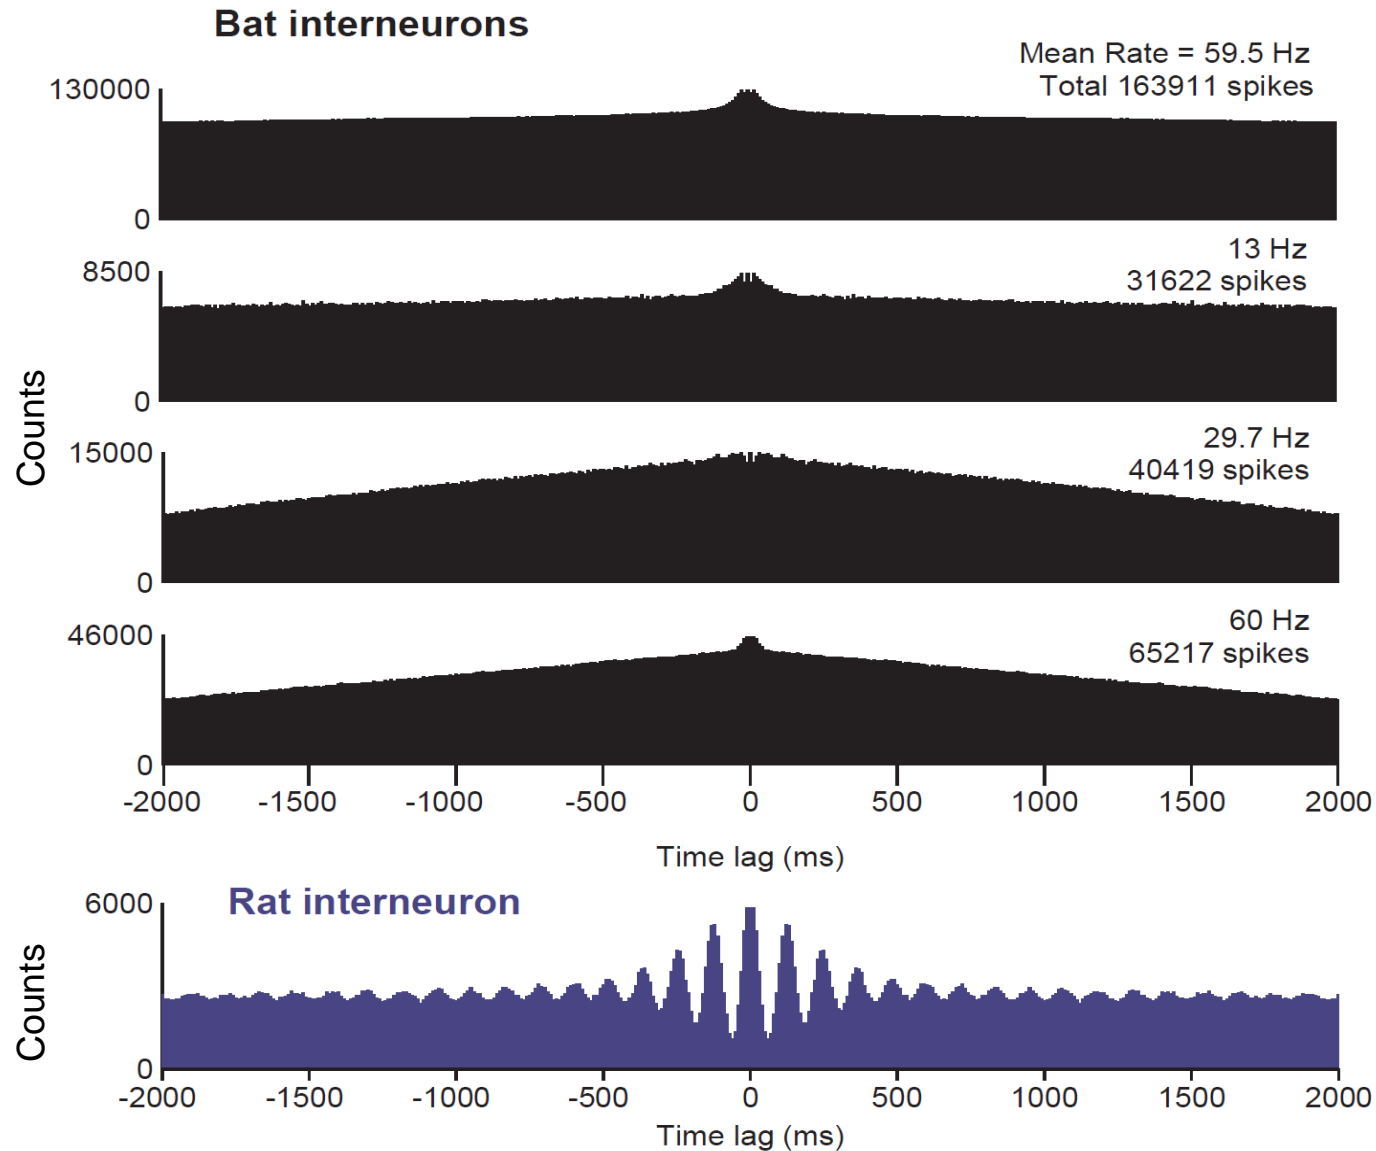 Bat interneurons
Mean Rate = 59.5 Hz
Total 163911 spikes
130000
0
13 Hz
31622 spikes
8500
0
Counts
29.7 Hz
40419 spikes
15000
0
60 Hz
65217 spikes
46000
0
-2000 -1500 -1000 -500 0 500 1000 1500 2000
Time lag (ms)
Rat interneuron
6000
Counts
0
-2000 -1500 -1000 -500 0 500 1000 1500 2000
Time lag (ms)